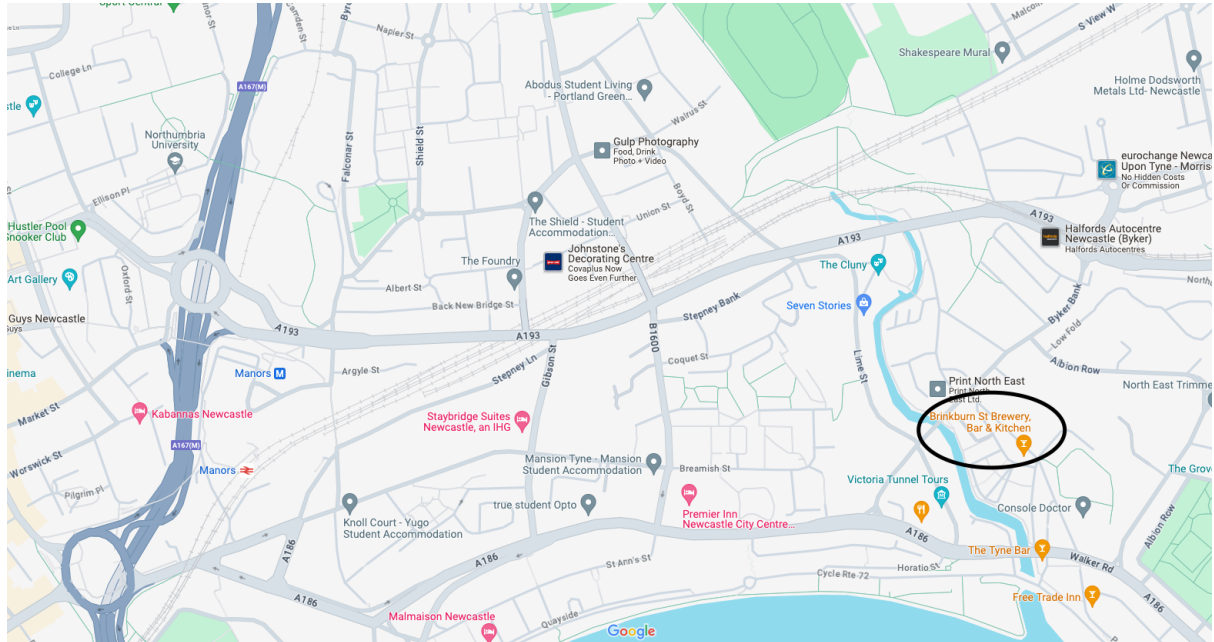 Sport Central
Camden St
Byro
Napier St
College Ln
A167(M)
stle
Northumbria
University
Ellison Pl
Falconar St
Shield St
Hustler Pool
Snooker Club
Oxford St
Art Gallery
Guys Newcastle
Guys
inema
Market St
Worswick St
Pilgrim Pl
Manors
Kabannas Newcastle
A167(M)
Manors
Argyle St
A193
Albert St
Back New Bridge St
The Foundry
The Shield - Student
Accommodation...
Abodus Student Living
- Portland Green...
Walrus St
Gulp Photography
Food, Drink
Photo + Video
Union St
Boyd St
Johnstone's
Decorating Centre
Covaplus Now
Goes Even Further
A193
Stepney Ln
Gibson St
B1600
Stepney Bank
Coquet St
Staybridge Suites
Newcastle, an IHG
Mansion Tyne - Mansion
Student Accommodation
Breamish St
true student Opto
Knoll Court - Yugo
Student Accommodation
Premier Inn
Newcastle City Centre...
A186
A186
A186
St Ann's St
Malmaison Newcastle
Google
Malcolm
S View W
Shakespeare Mural
Holme Dodsworth
Metals Ltd- Newcastle
eurochange Newca
Upon Tyne - Morris
No Hidden Costs
Or Commission
A193
A193
Halfords Autocentre
Newcastle (Byker)
Halfords Autocentres
The Cluny
Seven Stories
Lime St
Byker Bank
Low Fold
Albion Row
North
Print North East
Print North
East Ltd.
North East Trimme
Brinkburn St Brewery,
Bar & Kitchen
Victoria Tunnel Tours
Console Doctor
The Grov
Albion Row
A186
The Tyne Bar
Walker Rd
Horatio St
Cycle Rte 72
Free Trade Inn